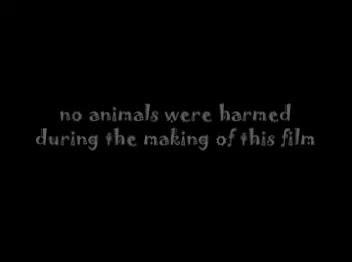 no animals were harmed
during the making of this film